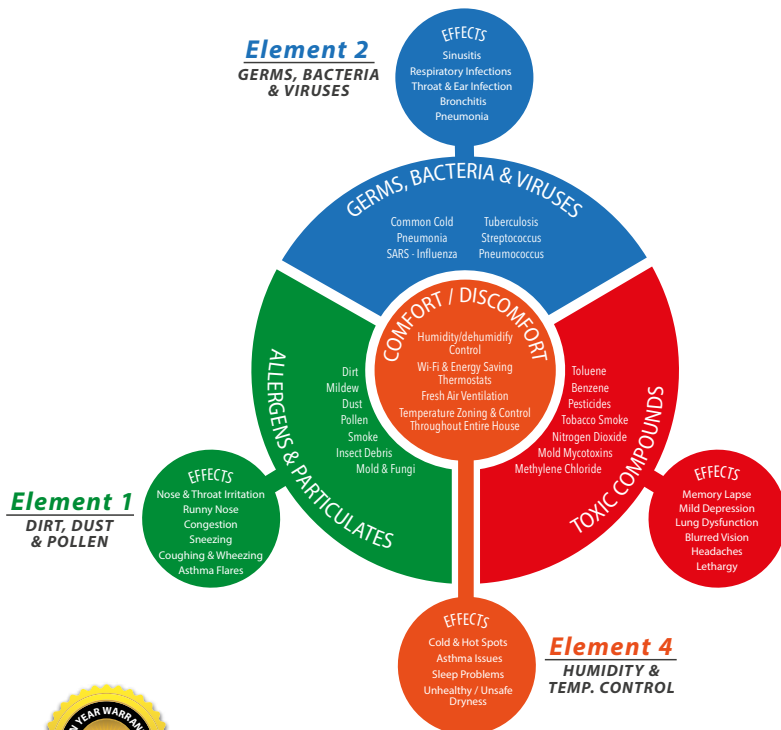 Element 2
GERMS, BACTERIA
& VIRUSES
EFFECTS
Sinusitis
Respiratory Infections
Throat & Ear Infection
Bronchitis
Pneumonia
GERMS, BACTERIA & VIRUSES
Common Cold
Pneumonia
SARS - Influenza
Tuberculosis
Streptococcus
Pneumococcus
COMFORT / DISCOMFORT
Humidity/dehumidify
Control
Wi-Fi & Energy Saving
Thermostats
Fresh Air Ventilation
Temperature Zoning & Control
Throughout Entire House
ALLERGENS & PARTICULATES
Dirt
Mildew
Dust
Pollen
Smoke
Insect Debris
Mold & Fungi
TOXIC COMPOUNDS
Toluene
Benzene
Pesticides
Tobacco Smoke
Nitrogen Dioxide
Mold Mycotoxins
Methylene Chloride
Element 1
DIRT, DUST
& POLLEN
EFFECTS
Nose & Throat Irritation
Runny Nose
Congestion
Sneezing
Coughing & Wheezing
Asthma Flares
EFFECTS
Memory Lapse
Mild Depression
Lung Dysfunction
Blurred Vision
Headaches
Lethargy
EFFECTS
Cold & Hot Spots
Asthma Issues
Sleep Problems
Unhealthy / Unsafe
Dryness
Element 4
HUMIDITY &
TEMP. CONTROL
YEAR